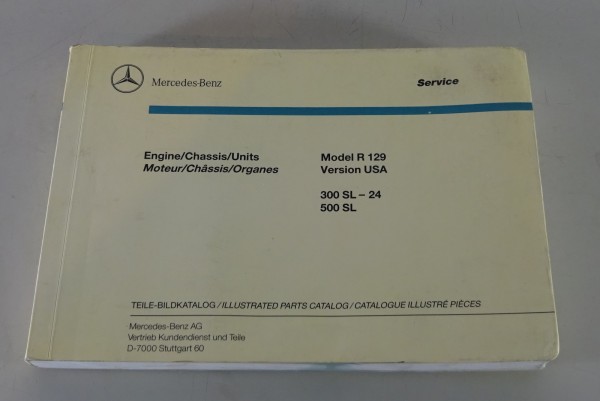 Mercedes-Benz
Service
Engine/Chassis/Units
Moteur/Châssis/Organes
Model R 129
Version USA
300 SL – 24
500 SL
TEILE-BILDKATALOG/ILLUSTRATED PARTS CATALOG/CATALOGUE ILLUSTRÉ PIÈCES
Mercedes-Benz AG
Vertrieb Kundendienst und Teile
D-7000 Stuttgart 60